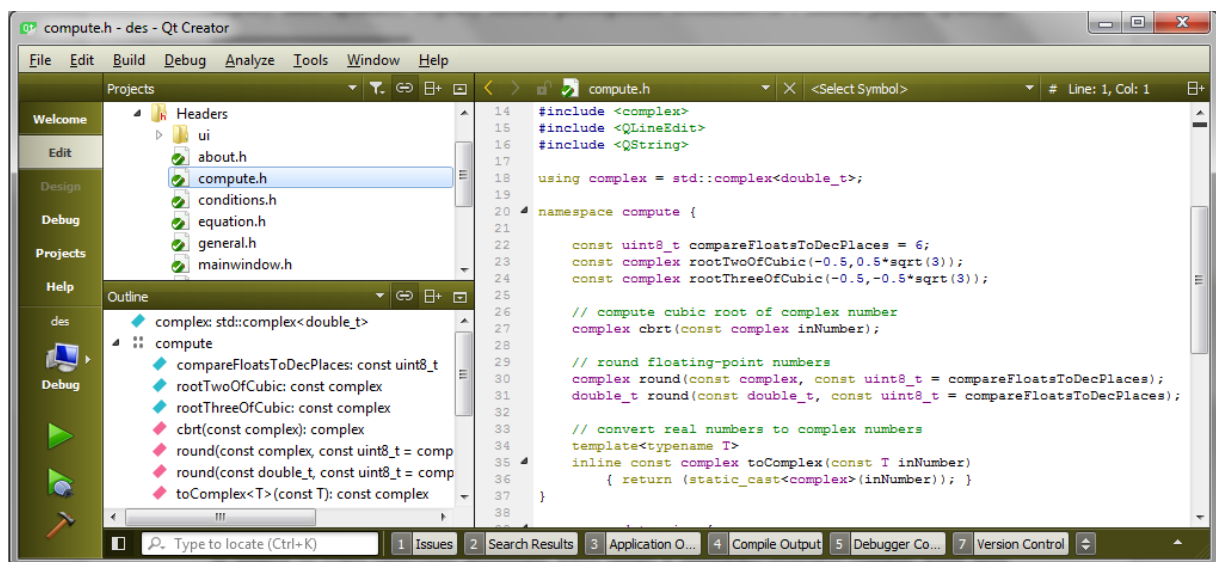 compute.h - des - Qt Creator
File Edit Build Debug Analyze Tools Window Help
Projects
compute.h
<Select Symbol>
# Line: 1, Col: 1
Welcome
Edit
Design
Debug
Projects
Help
des
Debug
Headers
ui
about.h
compute.h
conditions.h
equation.h
general.h
mainwindow.h
Outline
complex: std::complex<double_t>
compute
compareFloatsToDecPlaces: const uint8_t
rootTwoOfCubic: const complex
rootThreeOfCubic: const complex
cbrt(const complex): complex
round(const complex, const uint8_t = comp
round(const double_t, const uint8_t = comp
toComplex<T>(const T): const complex
14 #include <complex>
15 #include <QLineEdit>
16 #include <QString>
17
18 using complex = std::complex<double_t>;
19
20 namespace compute {
21
22 const uint8_t compareFloatsToDecPlaces = 6;
23 const complex rootTwoOfCubic(-0.5,0.5*sqrt(3));
24 const complex rootThreeOfCubic(-0.5,-0.5*sqrt(3));
25
26 // compute cubic root of complex number
27 complex cbrt(const complex inNumber);
28
29 // round floating-point numbers
30 complex round(const complex, const uint8_t = compareFloatsToDecPlaces);
31 double_t round(const double_t, const uint8_t = compareFloatsToDecPlaces);
32
33 // convert real numbers to complex numbers
34 template<typename T>
35 inline const complex toComplex(const T inNumber)
36 { return (static_cast<complex>(inNumber)); }
37 }
38
Type to locate (Ctrl+K)
1 Issues 2 Search Results 3 Application O... 4 Compile Output 5 Debugger Co... 7 Version Control